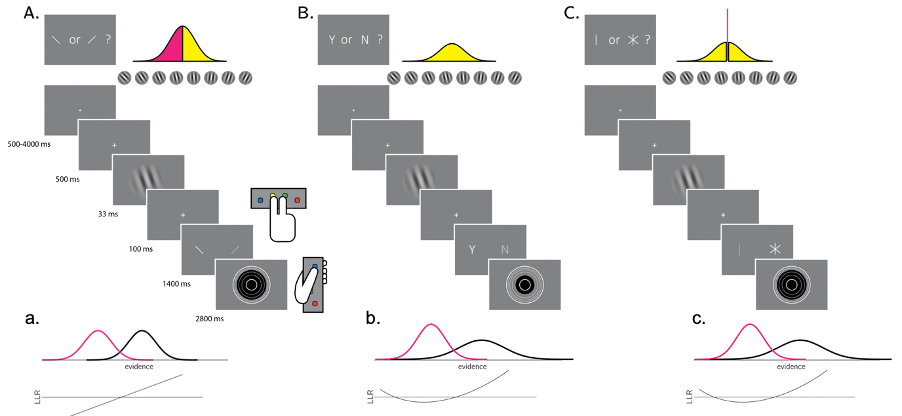 A.
\ or / ?
500-4000 ms
500 ms
33 ms
100 ms
1400 ms
2800 ms
B.
Y or N ?
Y N
C.
| or * ?
a.
evidence
LLR
b.
evidence
LLR
c.
evidence
LLR